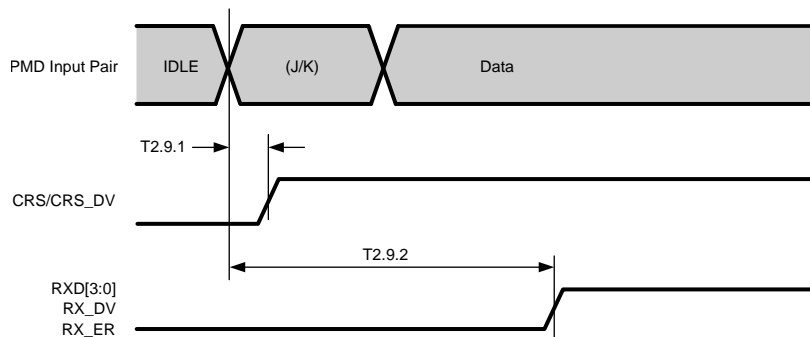 PMD Input Pair
IDLE
(J/K)
Data
T2.9.1
CRS/CRS_DV
T2.9.2
RXD[3:0]
RX_DV
RX_ER